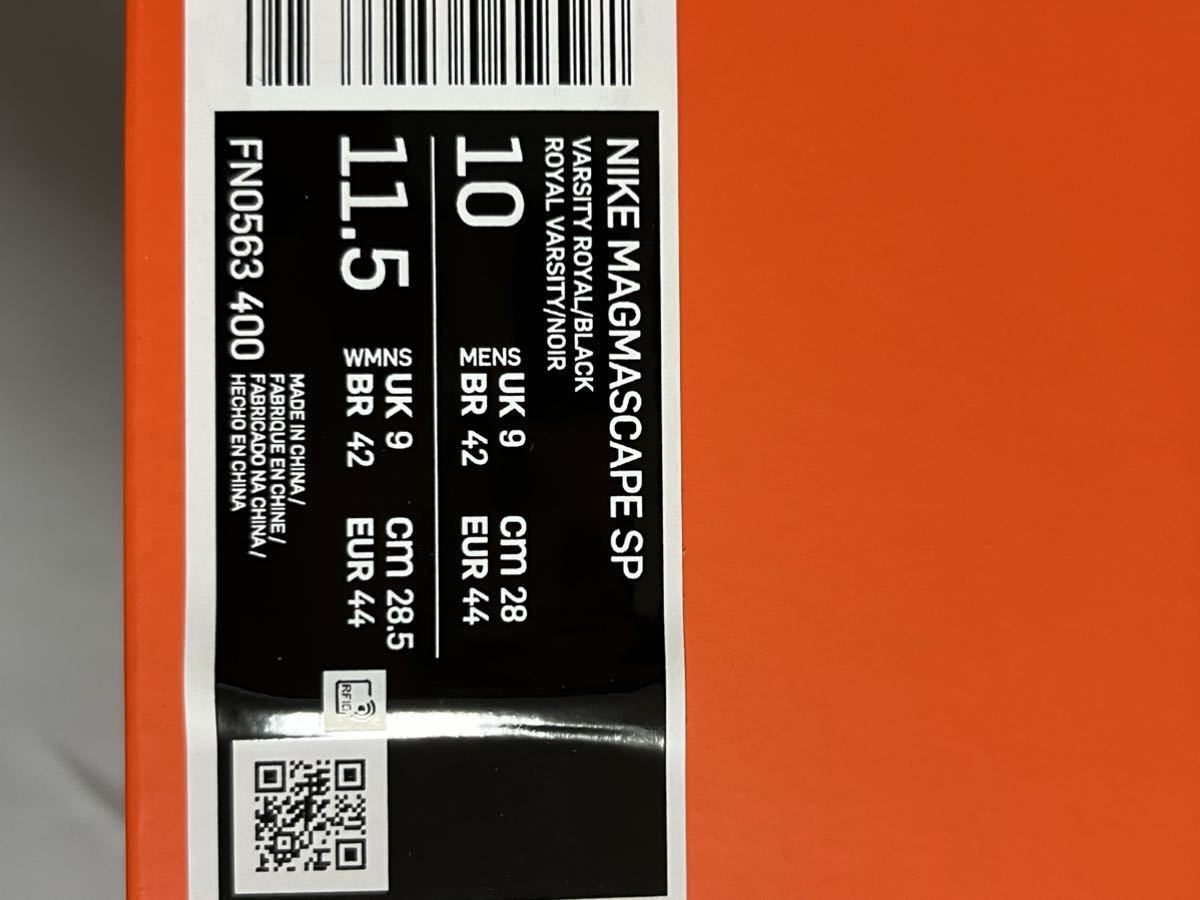 NIKE MAGMASCAPE SP
VARSITY ROYAL/BLACK
ROYAL VARSITY/NOIR
10 MENS UK 9 cm 28
BR 42 EUR 44
11.5 WMNS UK 9 cm 28.5
BR 42 EUR 44
FN0563 400
MADE IN CHINA/
FABRIQUE EN CHINE/
FABRICADO NA CHINA/
HECHO EN CHINA
RFID